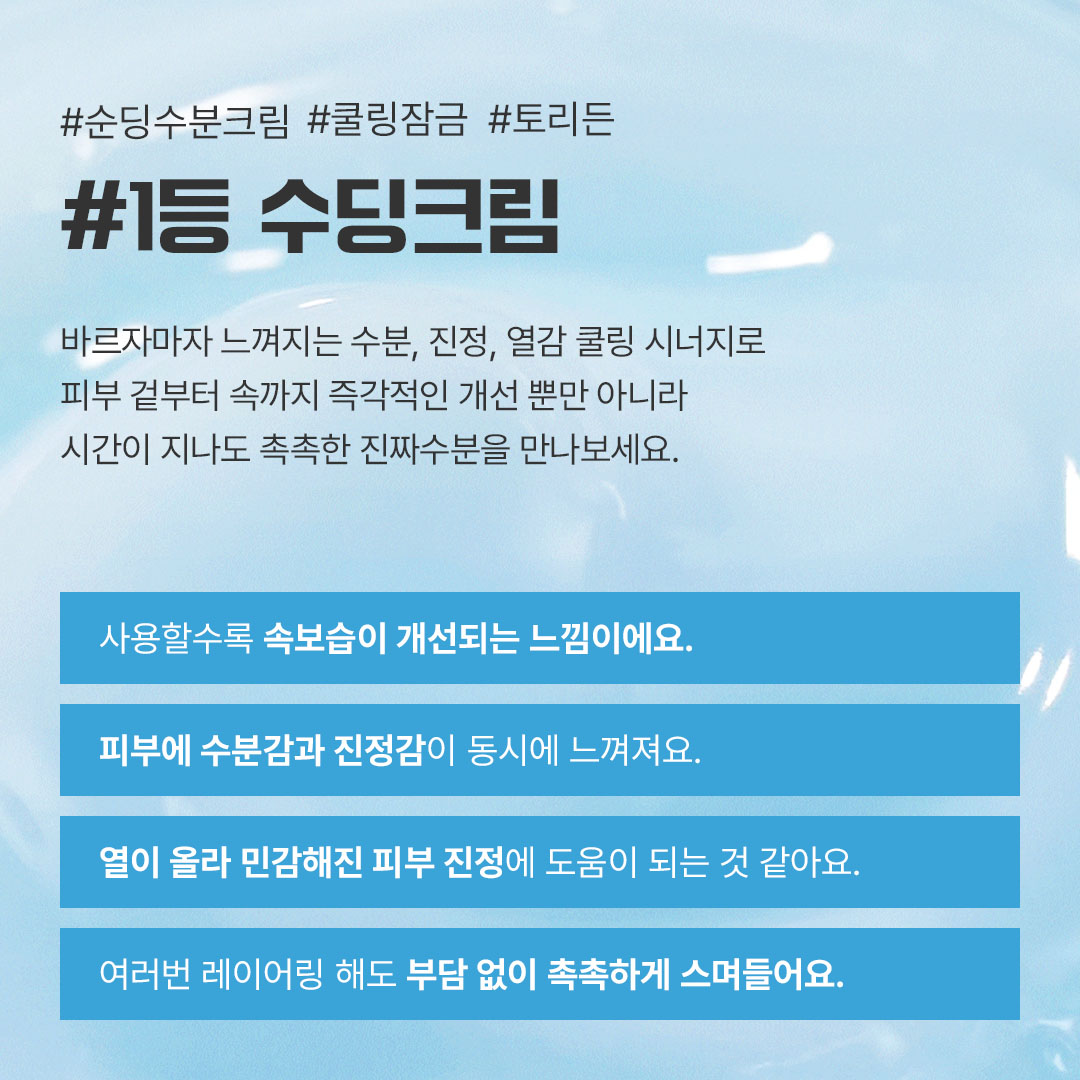 #순딩수분크림 #쿨링잠금 #토리든
#1등 수딩크림
바르자마자 느껴지는 수분, 진정, 열감 쿨링 시너지로
피부 겉부터 속까지 즉각적인 개선 뿐만 아니라
시간이 지나도 촉촉한 진짜수분을 만나보세요.
사용할수록 속보습이 개선되는 느낌이에요.
피부에 수분감과 진정감이 동시에 느껴져요.
열이 올라 민감해진 피부 진정에 도움이 되는 것 같아요.
여러번 레이어링 해도 부담 없이 촉촉하게 스며들어요.